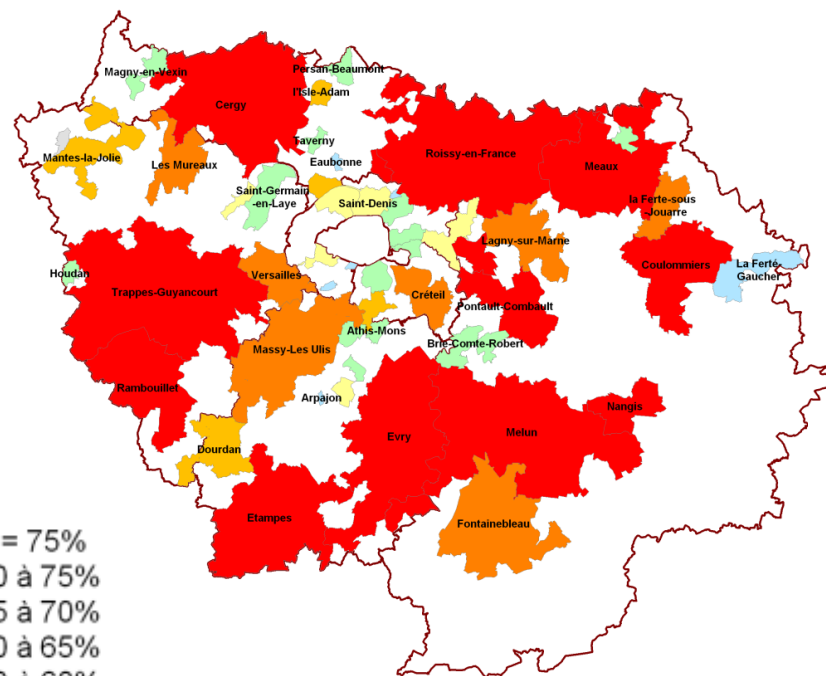 Magny-en-Vexin
Persan-Beaumont
l'Isle-Adam
Cergy
Taverny
Mantes-la-Jolie
Les Mureaux
Eaubonne
Roissy-en-France
Meaux
Saint-Germain
-en-Laye
Saint-Denis
la Ferte-sous
-Jouarre
Lagny-sur-Marne
Coulommiers
La Ferté-
Gaucher
Houdan
Trappes-Guyancourt
Versailles
Créteil
Pontault-Combault
Athis-Mons
Massy-Les Ulis
Brie-Comte-Robert
Rambouillet
Arpajon
Nangis
Evry
Melun
Dourdan
Etampes
Fontainebleau
= 75%
à 75%
à 70%
à 65%